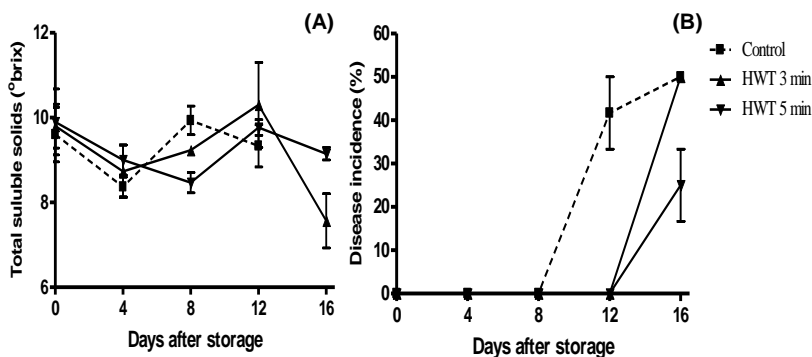 (A)
Total suluble solids (°brix)
12
10
8
6
0 4 8 12 16
Days after storage
(B)
Disease incidence (%)
60
50
40
30
20
10
0
0 4 8 12 16
Days after storage
Control
HWT 3 min
HWT 5 min